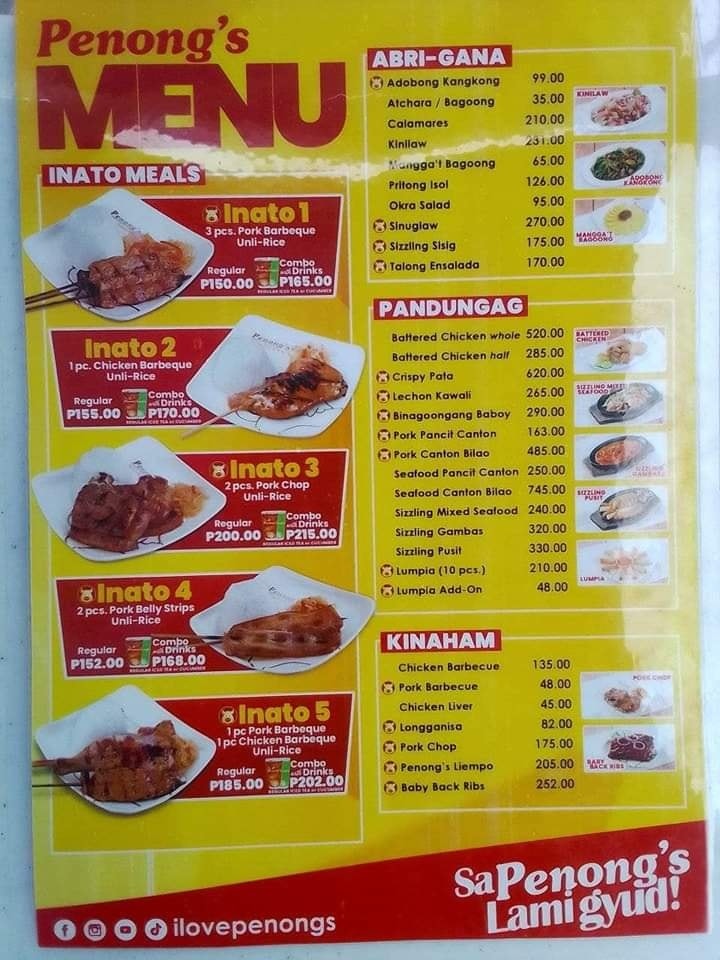 Penong's
MENU
INATO MEALS
Inato 1
3 pcs. Pork Barbeque
Unli-Rice
Regular
P150.00
Combo
with Drinks
P165.00
REGULAR ICED TEA or CUCUMBER
Inato 2
1 pc. Chicken Barbeque
Unli-Rice
Regular
P155.00
Combo
with Drinks
P170.00
REGULAR ICED TEA or CUCUMBER
Inato 3
2 pcs. Pork Chop
Unli-Rice
Regular
P200.00
Combo
with Drinks
P215.00
REGULAR ICED TEA or CUCUMBER
Inato 4
2 pcs. Pork Belly Strips
Unli-Rice
Regular
P152.00
Combo
with Drinks
P168.00
REGULAR ICED TEA or CUCUMBER
Inato 5
1 pc Pork Barbeque
1 pc Chicken Barbeque
Unli-Rice
Regular
P185.00
Combo
with Drinks
P202.00
REGULAR ICED TEA or CUCUMBER
ABRI-GANA
Adobong Kangkong 99.00
Atchara / Bagoong 35.00
Calamares 210.00
Kinilaw 231.00
Mangga't Bagoong 65.00
Pritong Isol 126.00
Okra Salad 95.00
Sinuglaw 270.00
Sizzling Sisig 175.00
Talong Ensalada 170.00
KINILAW
ADOBONG
KANGKONG
MANGGA'T
BAGOONG
PANDUNGAG
Battered Chicken whole 520.00
Battered Chicken half 285.00
Crispy Pata 620.00
Lechon Kawali 265.00
Binagoongang Baboy 290.00
Pork Pancit Canton 163.00
Pork Canton Bilao 485.00
Seafood Pancit Canton 250.00
Seafood Canton Bilao 745.00
Sizzling Mixed Seafood 240.00
Sizzling Gambas 320.00
Sizzling Pusit 330.00
Lumpia (10 pcs.) 210.00
Lumpia Add-On 48.00
BATTERED
CHICKEN
SIZZLING MIXED
SEAFOOD
SIZZLING
GAMBAS
SIZZLING
PUSIT
LUMPIA
KINAHAM
Chicken Barbecue 135.00
Pork Barbecue 48.00
Chicken Liver 45.00
Longganisa 82.00
Pork Chop 175.00
Penong's Liempo 205.00
Baby Back Ribs 252.00
PORK CHOP
BABY
BACK RIBS
ilovepenongs
Sa Penong's
Lami gyud!